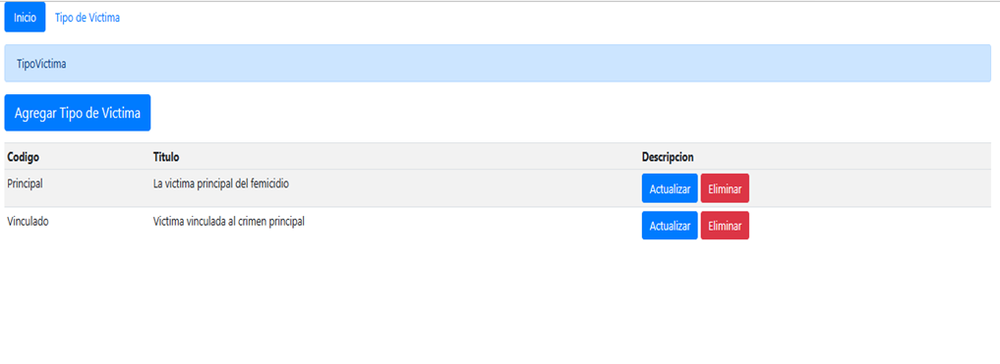 Inicio Tipo de Victima
TipoVictima
Agregar Tipo de Victima
Codigo Titulo Descripcion
Principal La victima principal del femicidio Actualizar Eliminar
Vinculado Victima vinculada al crimen principal Actualizar Eliminar